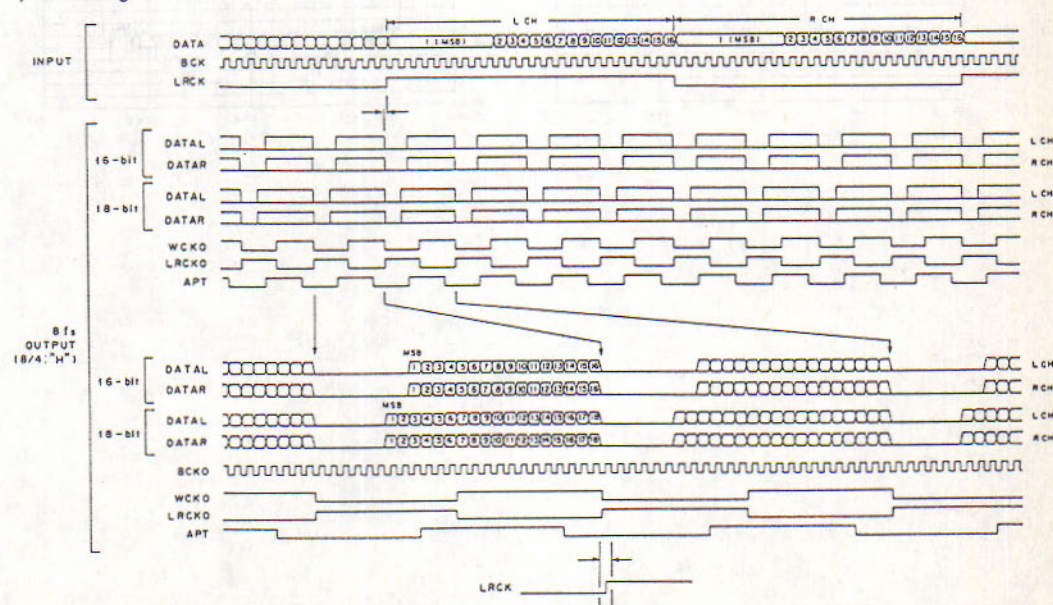 L CH R CH
DATA 1 (MSB) 2 3 4 5 6 7 8 9 10 11 12 13 14 15 16 1 (MSB) 2 3 4 5 6 7 8 9 10 11 12 13 14 15 16
INPUT BCK
LRCK
DATAL L CH
16-bit
DATAR R CH
DATAL L CH
18-bit
DATAR R CH
WCKO
LRCKO
APT
8 fs
OUTPUT
(8/4:"H")
MSB
DATAL 1 2 3 4 5 6 7 8 9 10 11 12 13 14 15 16 L CH
16-bit
DATAR 1 2 3 4 5 6 7 8 9 10 11 12 13 14 15 16 R CH
MSB
DATAL 1 2 3 4 5 6 7 8 9 10 11 12 13 14 15 16 17 18 L CH
18-bit
DATAR 1 2 3 4 5 6 7 8 9 10 11 12 13 14 15 16 17 18 R CH
BCKO
WCKO
LRCKO
APT
LRCK